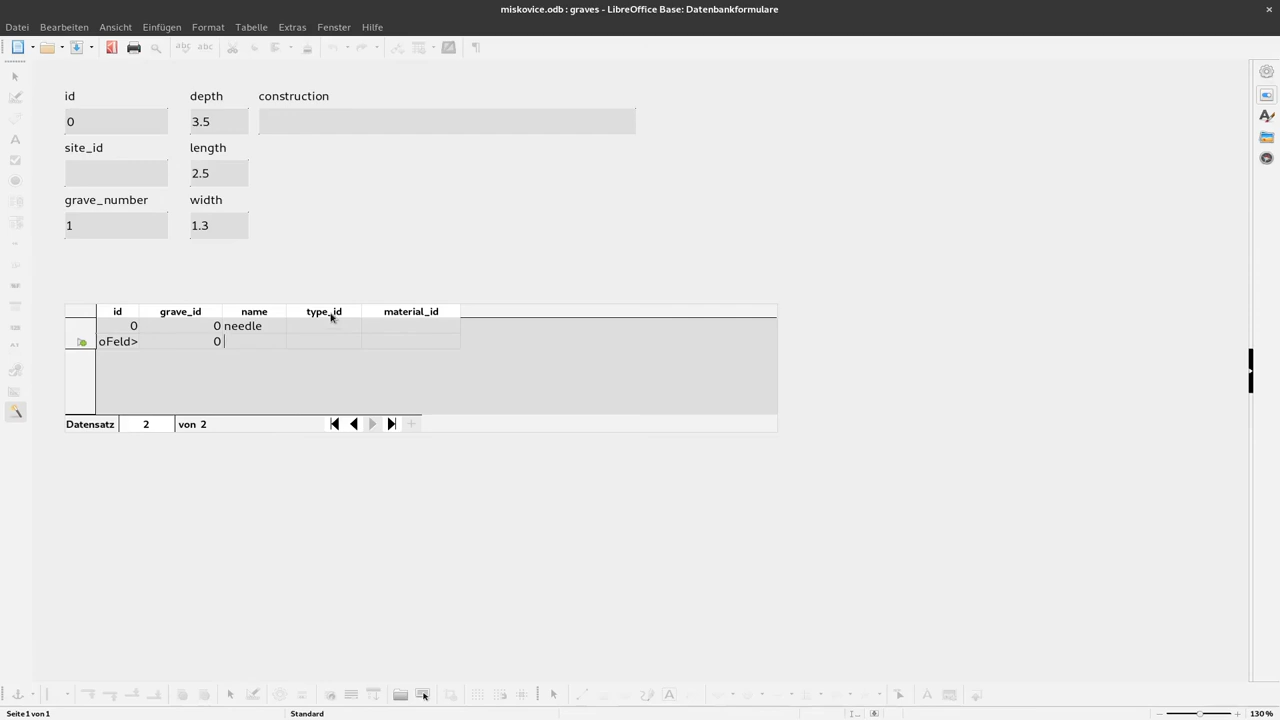 miskovice.odb : graves - LibreOffice Base: Datenbankformulare
Datei Bearbeiten Ansicht Einfügen Format Tabelle Extras Fenster Hilfe
id depth construction
0 3.5
site_id length
2.5
grave_number width
1 1.3
id grave_id name type_id material_id
0 0 needle
oFeld> 0
Datensatz 2 von 2
Seite 1 von 1 Standard 130 %